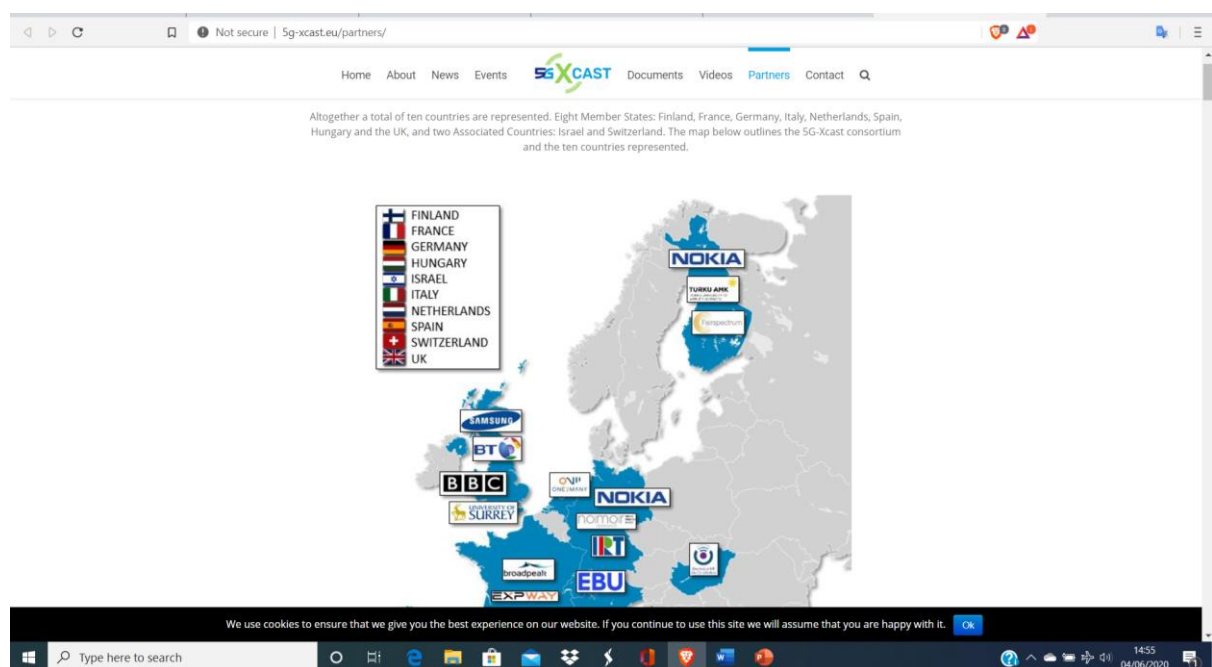 Not secure | 5g-xcast.eu/partners/
Home About News Events 5G XCAST Documents Videos Partners Contact
Altogether a total of ten countries are represented. Eight Member States: Finland, France, Germany, Italy, Netherlands, Spain,
Hungary and the UK, and two Associated Countries: Israel and Switzerland. The map below outlines the 5G-Xcast consortium
and the ten countries represented.
FINLAND
FRANCE
GERMANY
HUNGARY
ISRAEL
ITALY
NETHERLANDS
SPAIN
SWITZERLAND
UK
NOKIA
TURKU AMK
Fairspectrum
SAMSUNG
BT
BBC
UNIVERSITY OF
SURREY
ONE2MANY
NOKIA
nomor
IRT
broadpeak
EBU
EXPWAY
We use cookies to ensure that we give you the best experience on our website. If you continue to use this site we will assume that you are happy with it. Ok
Type here to search
14:55
04/06/2020